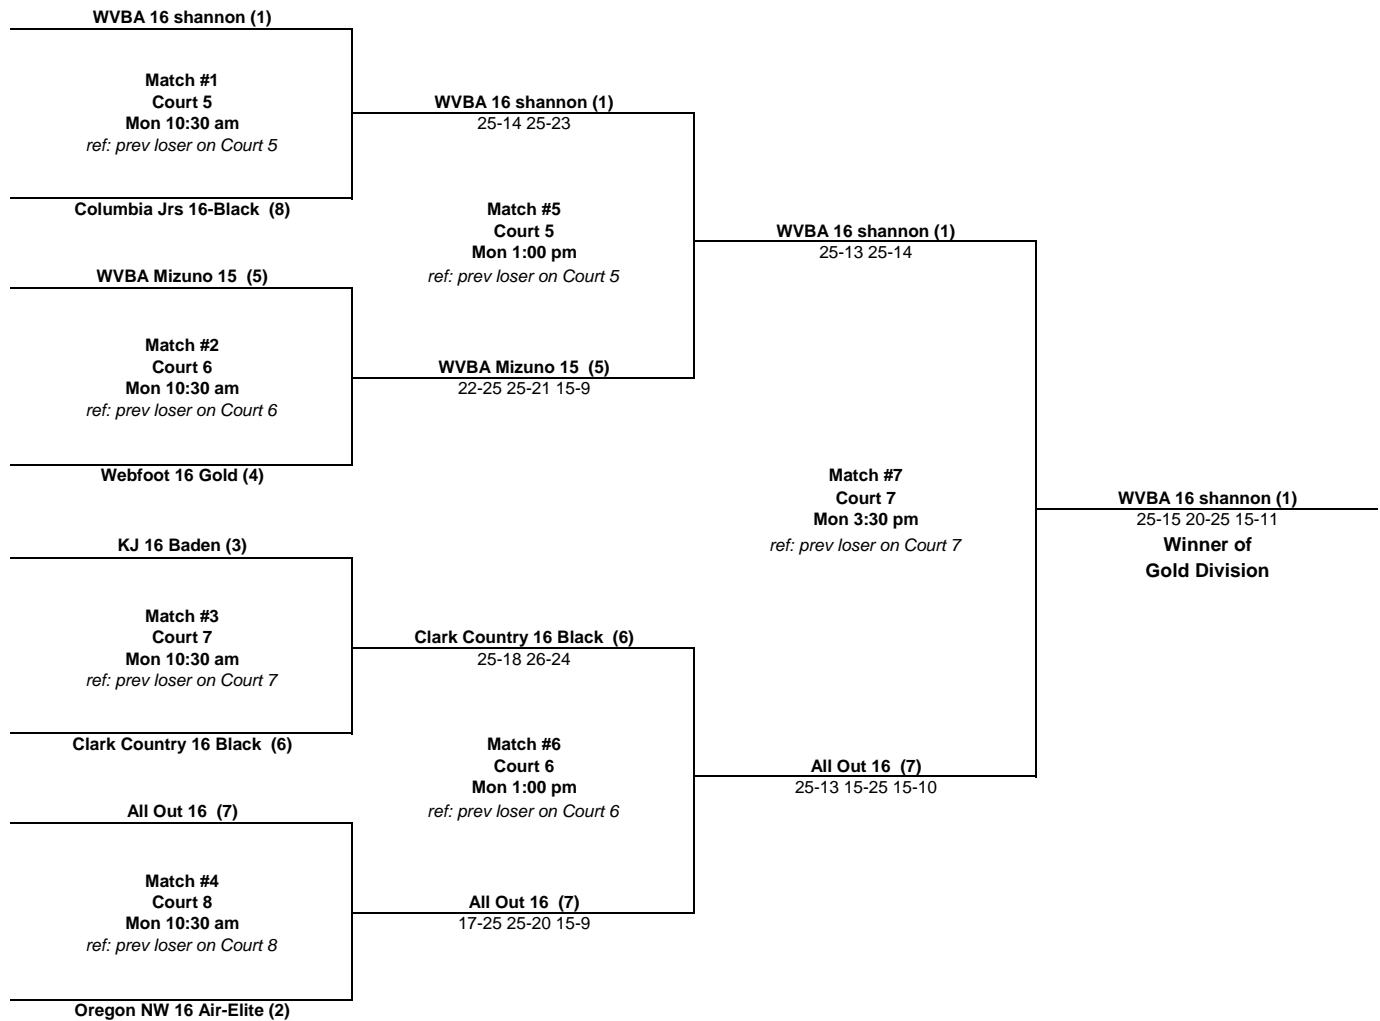 WVBA 16 shannon (1)
Match #1
Court 5
Mon 10:30 am
ref: prev loser on Court 5
Columbia Jrs 16-Black (8)
WVBA Mizuno 15 (5)
Match #2
Court 6
Mon 10:30 am
ref: prev loser on Court 6
Webfoot 16 Gold (4)
KJ 16 Baden (3)
Match #3
Court 7
Mon 10:30 am
ref: prev loser on Court 7
Clark Country 16 Black (6)
All Out 16 (7)
Match #4
Court 8
Mon 10:30 am
ref: prev loser on Court 8
Oregon NW 16 Air-Elite (2)
WVBA 16 shannon (1)
25-14 25-23
Match #5
Court 5
Mon 1:00 pm
ref: prev loser on Court 5
WVBA Mizuno 15 (5)
22-25 25-21 15-9
Clark Country 16 Black (6)
25-18 26-24
Match #6
Court 6
Mon 1:00 pm
ref: prev loser on Court 6
All Out 16 (7)
17-25 25-20 15-9
WVBA 16 shannon (1)
25-13 25-14
Match #7
Court 7
Mon 3:30 pm
ref: prev loser on Court 7
All Out 16 (7)
25-13 15-25 15-10
WVBA 16 shannon (1)
25-15 20-25 15-11
Winner of
Gold Division